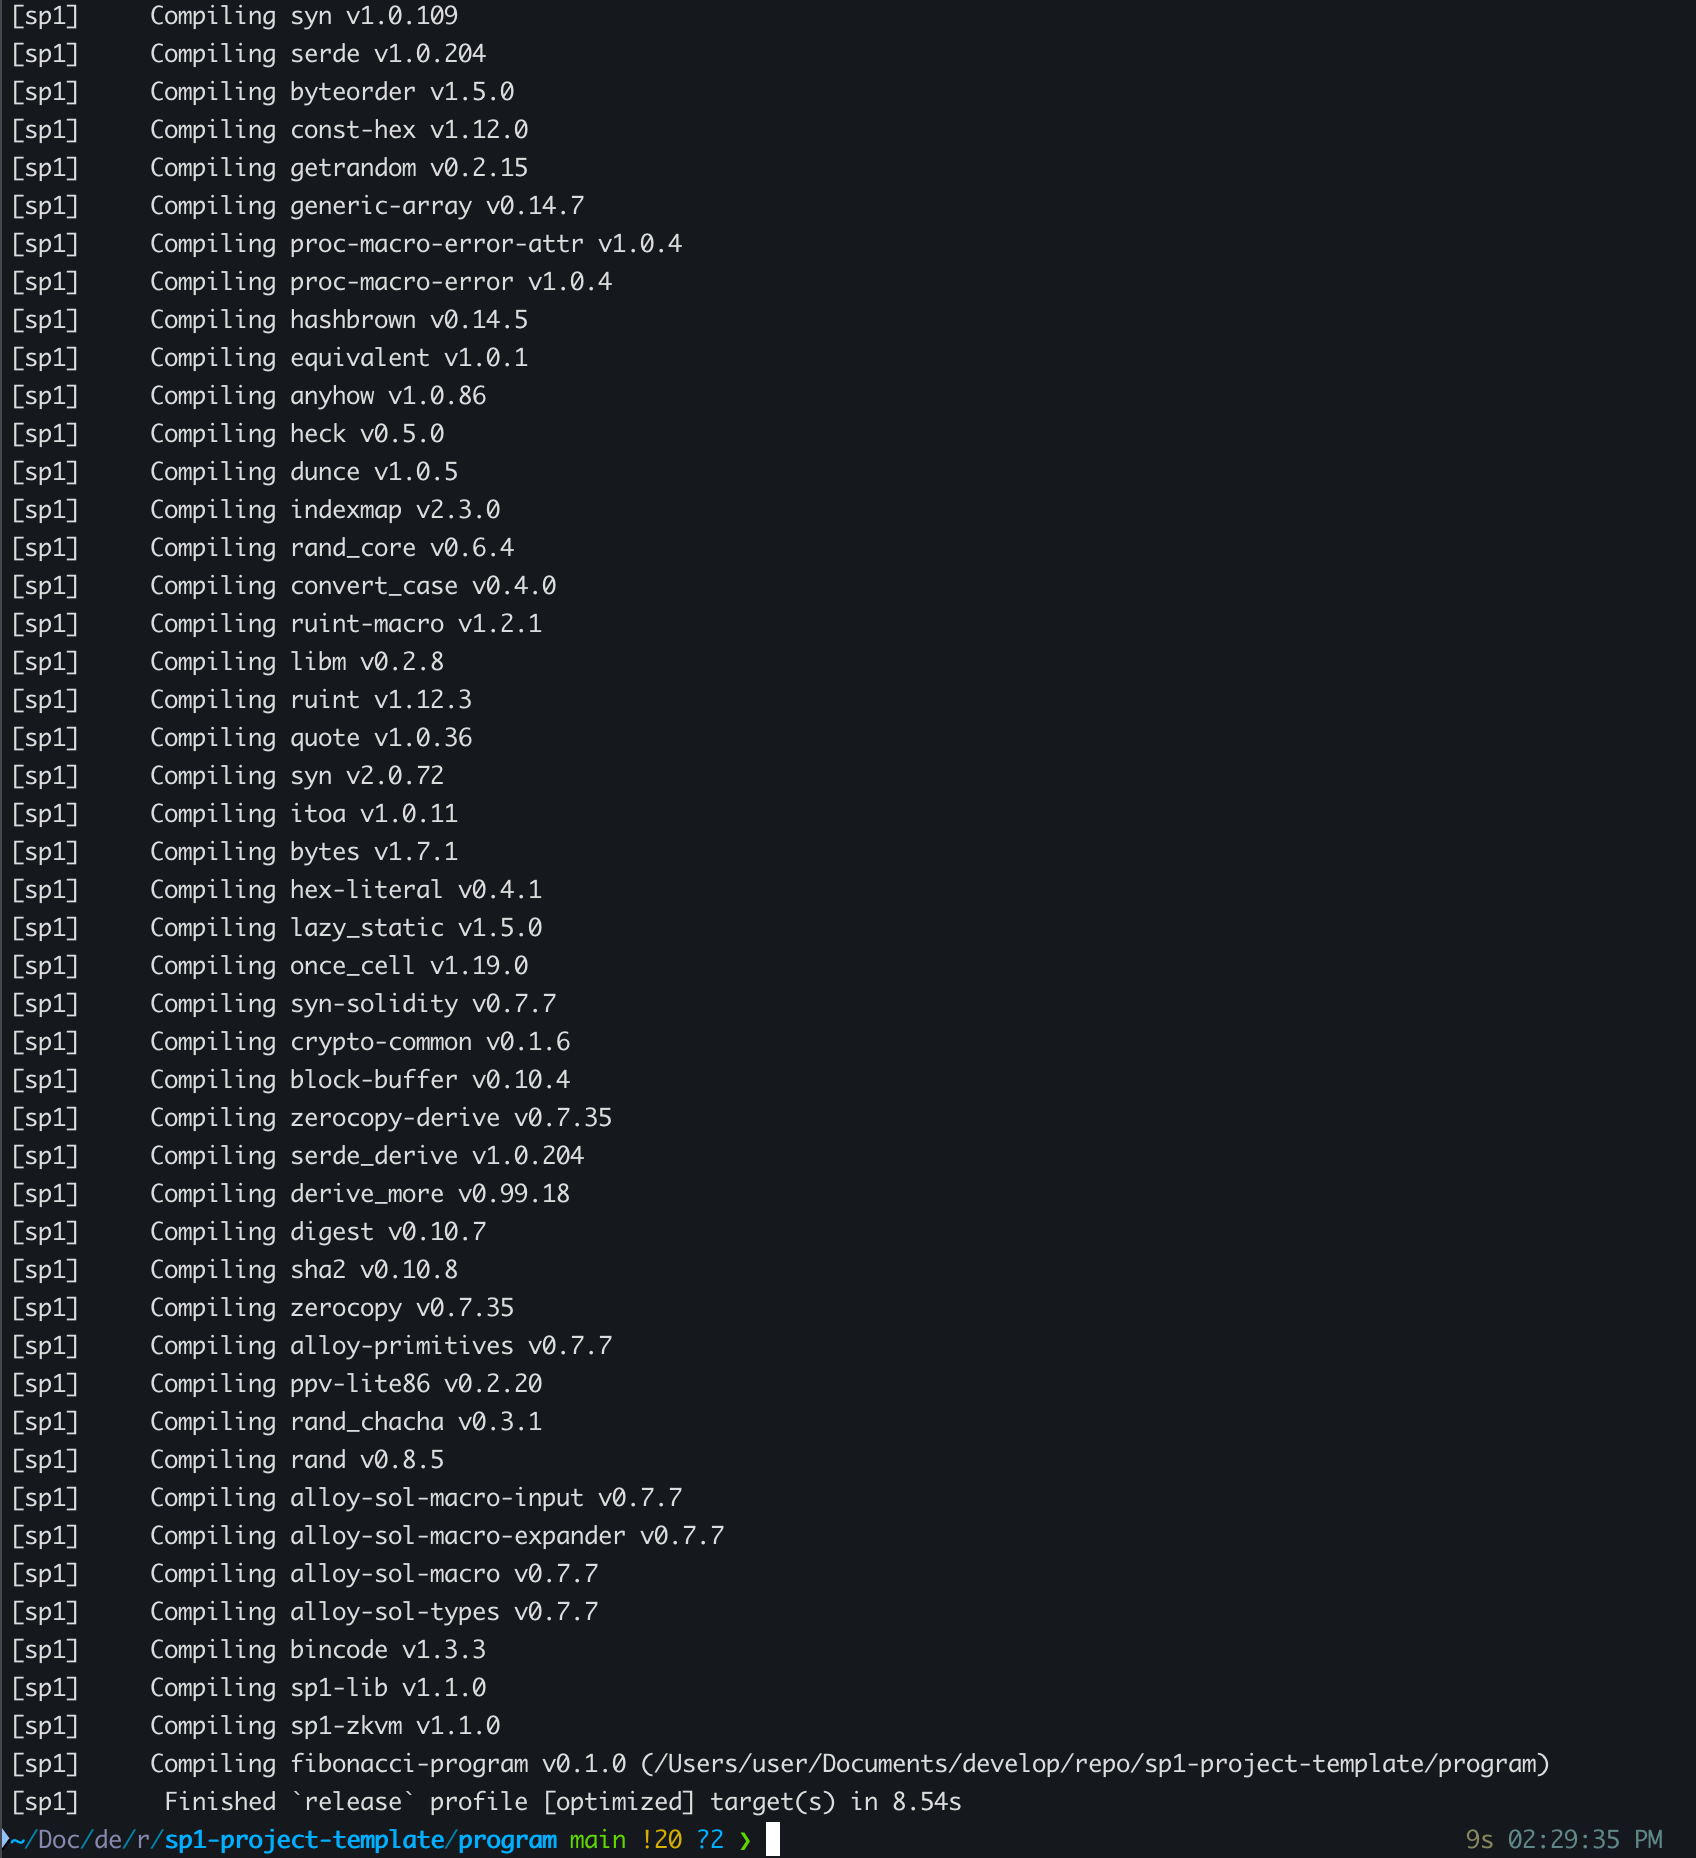 [sp1]     Compiling syn v1.0.109
[sp1]     Compiling serde v1.0.204
[sp1]     Compiling byteorder v1.5.0
[sp1]     Compiling const-hex v1.12.0
[sp1]     Compiling getrandom v0.2.15
[sp1]     Compiling generic-array v0.14.7
[sp1]     Compiling proc-macro-error-attr v1.0.4
[sp1]     Compiling proc-macro-error v1.0.4
[sp1]     Compiling hashbrown v0.14.5
[sp1]     Compiling equivalent v1.0.1
[sp1]     Compiling anyhow v1.0.86
[sp1]     Compiling heck v0.5.0
[sp1]     Compiling dunce v1.0.5
[sp1]     Compiling indexmap v2.3.0
[sp1]     Compiling rand_core v0.6.4
[sp1]     Compiling convert_case v0.4.0
[sp1]     Compiling ruint-macro v1.2.1
[sp1]     Compiling libm v0.2.8
[sp1]     Compiling ruint v1.12.3
[sp1]     Compiling quote v1.0.36
[sp1]     Compiling syn v2.0.72
[sp1]     Compiling itoa v1.0.11
[sp1]     Compiling bytes v1.7.1
[sp1]     Compiling hex-literal v0.4.1
[sp1]     Compiling lazy_static v1.5.0
[sp1]     Compiling once_cell v1.19.0
[sp1]     Compiling syn-solidity v0.7.7
[sp1]     Compiling crypto-common v0.1.6
[sp1]     Compiling block-buffer v0.10.4
[sp1]     Compiling zerocopy-derive v0.7.35
[sp1]     Compiling serde_derive v1.0.204
[sp1]     Compiling derive_more v0.99.18
[sp1]     Compiling digest v0.10.7
[sp1]     Compiling sha2 v0.10.8
[sp1]     Compiling zerocopy v0.7.35
[sp1]     Compiling alloy-primitives v0.7.7
[sp1]     Compiling ppv-lite86 v0.2.20
[sp1]     Compiling rand_chacha v0.3.1
[sp1]     Compiling rand v0.8.5
[sp1]     Compiling alloy-sol-macro-input v0.7.7
[sp1]     Compiling alloy-sol-macro-expander v0.7.7
[sp1]     Compiling alloy-sol-macro v0.7.7
[sp1]     Compiling alloy-sol-types v0.7.7
[sp1]     Compiling bincode v1.3.3
[sp1]     Compiling sp1-lib v1.1.0
[sp1]     Compiling sp1-zkvm v1.1.0
[sp1]     Compiling fibonacci-program v0.1.0 (/Users/user/Documents/develop/repo/sp1-project-template/program)
[sp1]      Finished `release` profile [optimized] target(s) in 8.54s
~/Doc/de/r/sp1-project-template/program main !20 ?2 ❯ 9s 02:29:35 PM